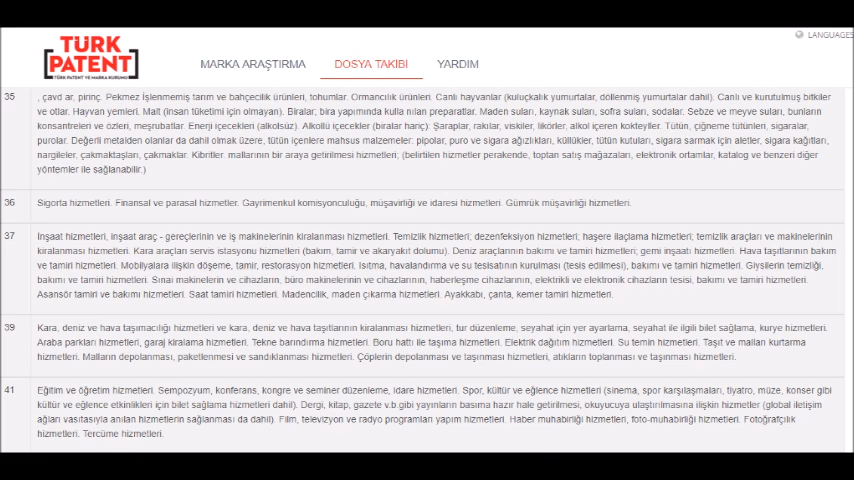 LANGUAGES
TÜRK
PATENT
TÜRK PATENT VE MARKA KURUMU
MARKA ARAŞTIRMA DOSYA TAKİBİ YARDIM
35 , çavd ar, pirinç. Pekmez İşlenmemiş tarım ve bahçecilik ürünleri, tohumlar. Ormancılık ürünleri. Canlı hayvanlar (kuluçkalık yumurtalar, döllenmiş yumurtalar dahil). Canlı ve kurutulmuş bitkiler
ve otlar. Hayvan yemleri. Malt (insan tüketimi için olmayan). Biralar; bira yapımında kulla nılan preparatlar. Maden suları, kaynak suları, sofra suları, sodalar. Sebze ve meyve suları, bunların
konsantreleri ve özleri, meşrubatlar. Enerji içecekleri (alkolsüz). Alkollü içecekler (biralar hariç): Şaraplar, rakılar, viskiler, likörler, alkol içeren kokteyller. Tütün, çiğneme tütünleri, sigaralar,
purolar. Değerli metalden olanlar da dahil olmak üzere, tütün içenlere mahsus malzemeler: pipolar, puro ve sigara ağızlıkları, küllükler, tütün kutuları, sigara sarmak için aletler, sigara kağıtları,
nargileler, çakmaktaşları, çakmaklar. Kibritler. mallarının bir araya getirilmesi hizmetleri; (belirtilen hizmetler perakende, toptan satış mağazaları, elektronik ortamlar, katalog ve benzeri diğer
yöntemler ile sağlanabilir.)
36 Sigorta hizmetleri. Finansal ve parasal hizmetler. Gayrimenkul komisyonculuğu, müşavirliği ve idaresi hizmetleri. Gümrük müşavirliği hizmetleri.
37 İnşaat hizmetleri, inşaat araç - gereçlerinin ve iş makinelerinin kiralanması hizmetleri. Temizlik hizmetleri; dezenfeksiyon hizmetleri; haşere ilaçlama hizmetleri; temizlik araçları ve makinelerinin
kiralanması hizmetleri. Kara araçları servis istasyonu hizmetleri (bakım, tamir ve akaryakıt dolumu). Deniz araçlarının bakımı ve tamiri hizmetleri; gemi inşaatı hizmetleri. Hava taşıtlarının bakım
ve tamiri hizmetleri. Mobilyalara ilişkin döşeme, tamir, restorasyon hizmetleri. Isıtma, havalandırma ve su tesisatının kurulması (tesis edilmesi), bakımı ve tamiri hizmetleri. Giysilerin temizliği,
bakımı ve tamiri hizmetleri. Sınai makinelerin ve cihazların, büro makinelerinin ve cihazlarının, haberleşme cihazlarının, elektrikli ve elektronik cihazların tesisi, bakımı ve tamiri hizmetleri.
Asansör tamiri ve bakımı hizmetleri. Saat tamiri hizmetleri. Madencilik, maden çıkarma hizmetleri. Ayakkabı, çanta, kemer tamiri hizmetleri.
39 Kara, deniz ve hava taşımacılığı hizmetleri ve kara, deniz ve hava taşıtlarının kiralanması hizmetleri, tur düzenleme, seyahat için yer ayarlama, seyahat ile ilgili bilet sağlama, kurye hizmetleri.
Araba parkları hizmetleri, garaj kiralama hizmetleri. Tekne barındırma hizmetleri. Boru hattı ile taşıma hizmetleri. Elektrik dağıtım hizmetleri. Su temin hizmetleri. Taşıt ve malları kurtarma
hizmetleri. Malların depolanması, paketlenmesi ve sandıklanması hizmetleri. Çöplerin depolanması ve taşınması hizmetleri, atıkların toplanması ve taşınması hizmetleri.
41 Eğitim ve öğretim hizmetleri. Sempozyum, konferans, kongre ve seminer düzenleme, idare hizmetleri. Spor, kültür ve eğlence hizmetleri (sinema, spor karşılaşmaları, tiyatro, müze, konser gibi
kültür ve eğlence etkinlikleri için bilet sağlama hizmetleri dahil). Dergi, kitap, gazete v.b.gibi yayınların basıma hazır hale getirilmesi, okuyucuya ulaştırılmasına ilişkin hizmetler (global iletişim
ağları vasıtasıyla anılan hizmetlerin sağlanması da dahil). Film, televizyon ve radyo programları yapım hizmetleri. Haber muhabirliği hizmetleri, foto-muhabirliği hizmetleri. Fotoğrafçılık
hizmetleri. Tercüme hizmetleri.